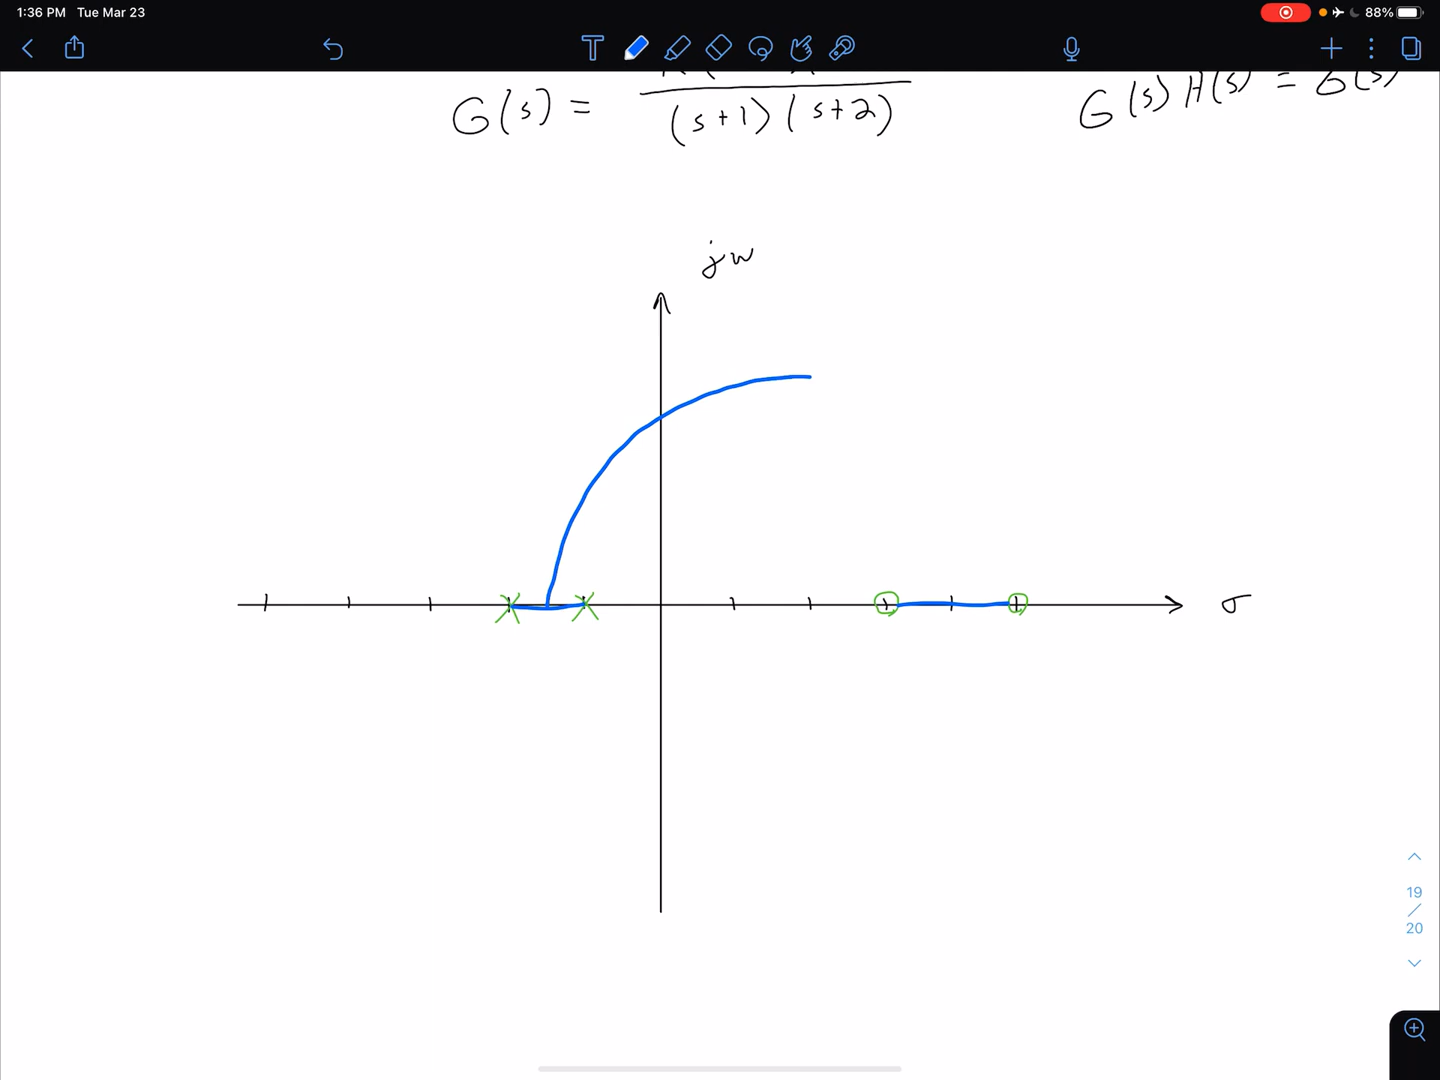 1:36 PM Tue Mar 23
88%
T
G(s) =
(s+1)(s+2)
G(s)H(s) = G(s)
jw
σ
19
/
20